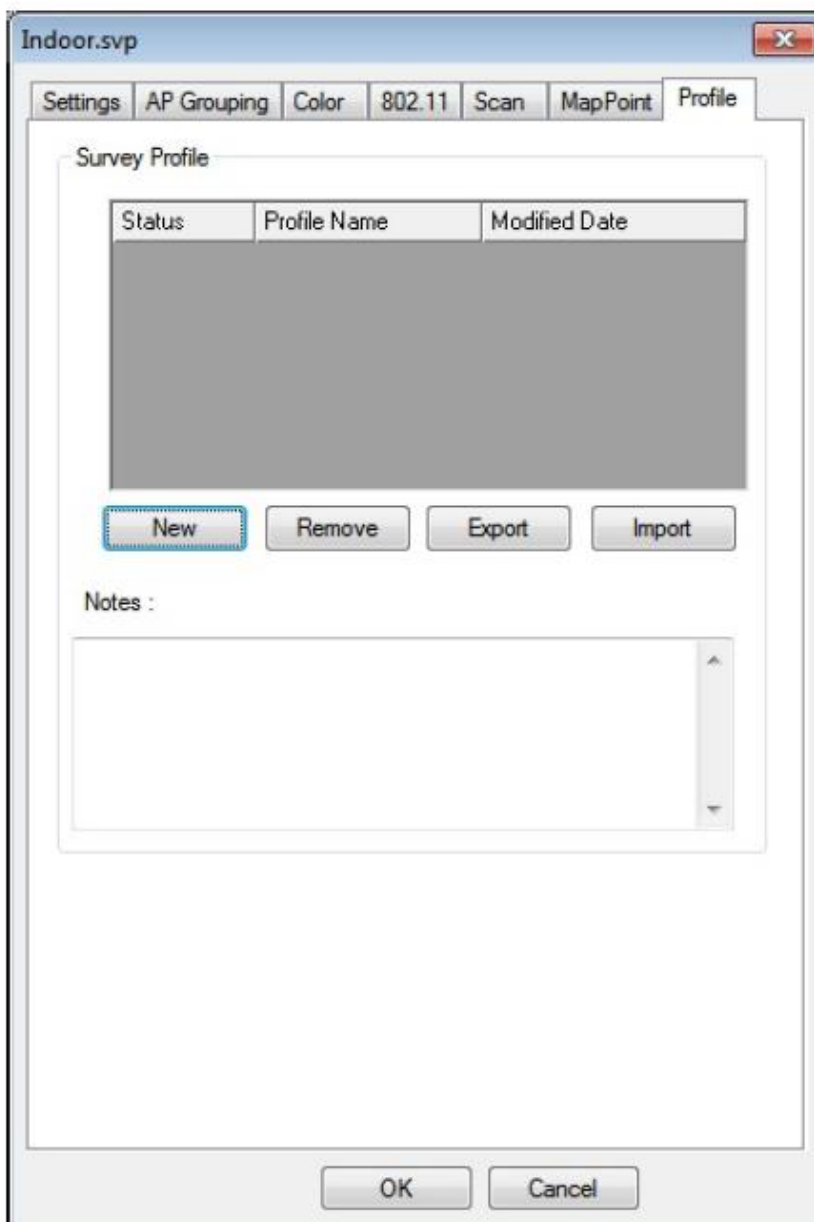 Indoor.svp
Settings AP Grouping Color 802.11 Scan MapPoint Profile
Survey Profile
Status Profile Name Modified Date
New Remove Export Import
Notes :
OK Cancel